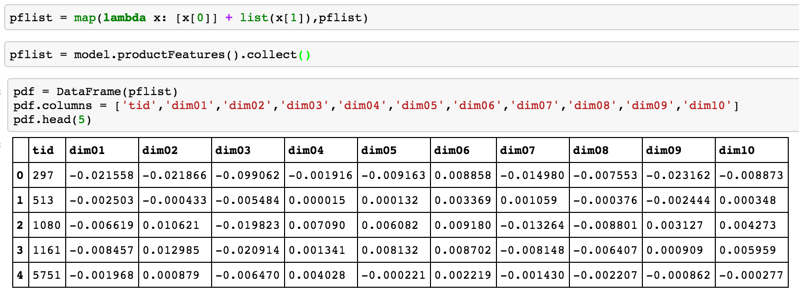 pflist = map(lambda x: [x[0]] + list(x[1]),pflist)
pflist = model.productFeatures().collect()
pdf = DataFrame(pflist)
pdf.columns = ['tid','dim01','dim02','dim03','dim04','dim05','dim06','dim07','dim08','dim09','dim10']
pdf.head(5)
tid dim01 dim02 dim03 dim04 dim05 dim06 dim07 dim08 dim09 dim10
0 297 -0.021558 -0.021866 -0.099062 -0.001916 -0.009163 0.008858 -0.014980 -0.007553 -0.023162 -0.008873
1 513 -0.002503 -0.000433 -0.005484 0.000015 0.000132 0.003369 0.001059 -0.000376 -0.002444 0.000348
2 1080 -0.006619 0.010621 -0.019823 0.007090 0.006082 0.009180 -0.013264 -0.008801 0.003127 0.004273
3 1161 -0.008457 0.012985 -0.020914 0.001341 0.008132 0.008702 -0.008148 -0.006407 0.000909 0.005959
4 5751 -0.001968 0.000879 -0.006470 0.004028 -0.000221 0.002219 -0.001430 -0.002207 -0.000862 -0.000277